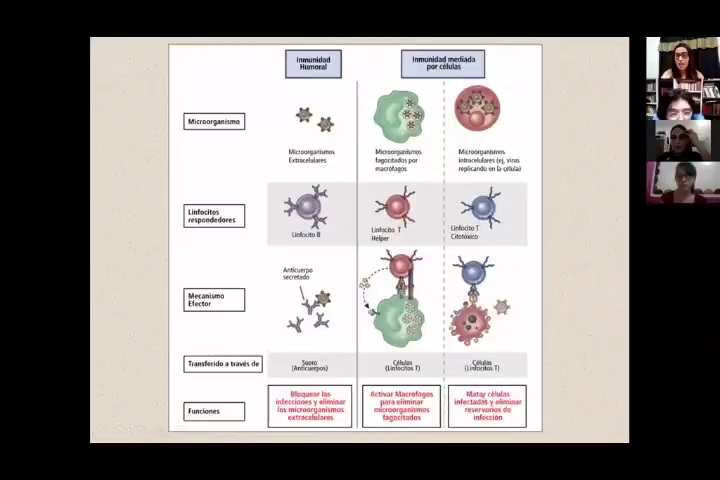 Inmunidad
Humoral
Inmunidad mediada
por células
Microorganismo
Microorganismos
Extracelulares
Microorganismos
fagocitados por
macrófagos
Microorganismos
intracelulares (ej, virus
replicando en la célula)
Linfocitos
respondedores
Linfocito B
Linfocito T
Helper
Linfocito T
Citotóxico
Mecanismo
Efector
Anticuerpo
secretado
Transferido a través de
Suero
(Anticuerpos)
Células
(Linfocitos T)
Células
(Linfocitos T)
Funciones
Bloquear las
infecciones y eliminar
los microorganismos
extracolulares
Activar Macrófagos
para eliminar
microorganismos
fagocitados
Matar células
infectadas y eliminar
reservorios de
infección